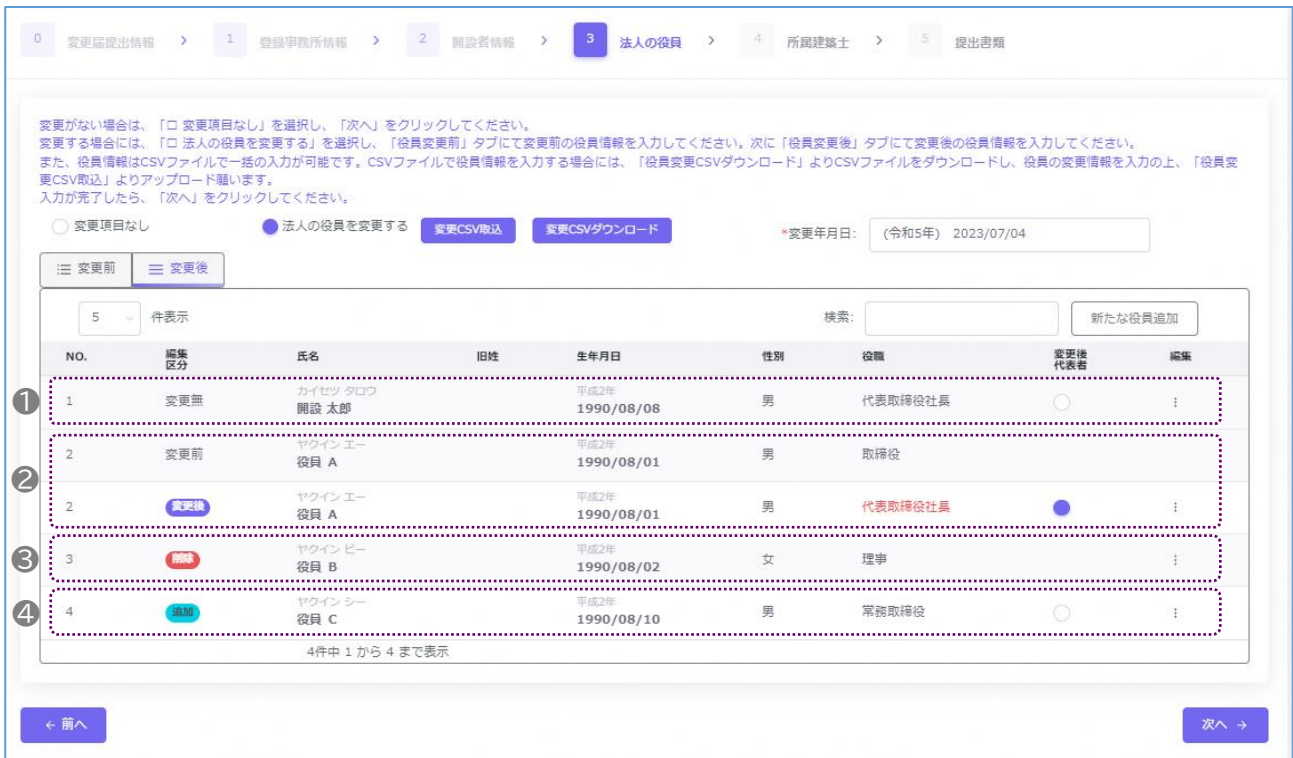 0 変更届提出情報 > 1 登録事務所情報 > 2 開設者情報 > 3 法人の役員 > 4 所属建築士 > 5 提出書類
変更がない場合は、「□ 変更項目なし」を選択し、「次へ」をクリックしてください。
変更する場合には、「□ 法人の役員を変更する」を選択し、「役員変更前」タブにて変更前の役員情報を入力してください。次に「役員変更後」タブにて変更後の役員情報を入力してください。
また、役員情報はCSVファイルで一括の入力が可能です。CSVファイルで役員情報を入力する場合には、「役員変更CSVダウンロード」よりCSVファイルをダウンロードし、役員の変更情報を入力の上、「役員変
更CSV取込」よりアップロード願います。
入力が完了したら、「次へ」をクリックしてください。
変更項目なし 法人の役員を変更する 変更CSV取込 変更CSVダウンロード *変更年月日: (令和5年) 2023/07/04
変更前 変更後
5 件表示 検索: 新たな役員追加
NO. 編集区分 氏名 旧姓 生年月日 性別 役職 変更後代表者 編集
❶ カイセツ タロウ 平成2年
1 変更無 開設 太郎 1990/08/08 男 代表取締役社長
❷ ヤクイン エー 平成2年
2 変更前 役員 A 1990/08/01 男 取締役
ヤクイン エー 平成2年
2 変更後 役員 A 1990/08/01 男 代表取締役社長
❸ ヤクイン ビー 平成2年
3 削除 役員 B 1990/08/02 女 理事
❹ ヤクイン シー 平成2年
4 追加 役員 C 1990/08/10 男 常務取締役
4件中 1 から 4 まで表示
← 前へ 次へ →